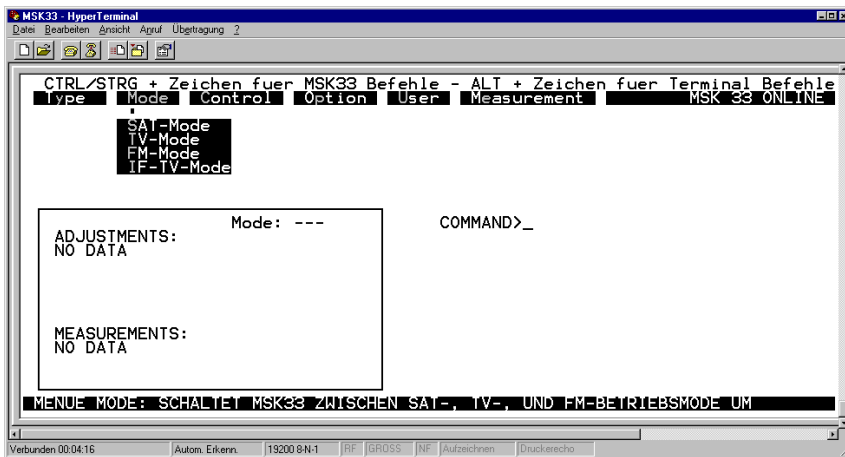 MSK33 - HyperTerminal
Datei Bearbeiten Ansicht Anruf Übertragung ?
CTRL/STRG + Zeichen fuer MSK33 Befehle - ALT + Zeichen fuer Terminal Befehle
Type Mode Control Option User Measurement MSK 33 ONLINE
SAT-Mode
TV-Mode
FM-Mode
IF-TV-Mode
Mode: ---
ADJUSTMENTS:
NO DATA
MEASUREMENTS:
NO DATA
COMMAND>_
MENUE MODE: SCHALTET MSK33 ZWISCHEN SAT-, TV-, UND FM-BETRIEBSMODE UM
Verbunden 00:04:16 Autom. Erkenn. 19200 8-N-1 RF GROSS NF Aufzeichnen Druckerecho